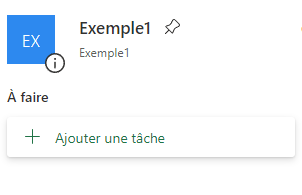 EX
Exemple1
Exemple1
À faire
Ajouter une tâche